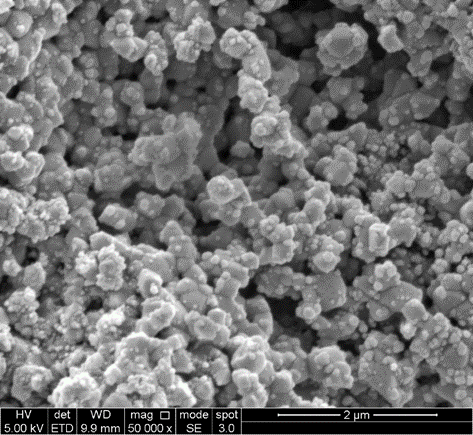 HV det WD mag □ mode spot
5.00 kV ETD 9.9 mm 50 000 x SE 3.0 2 µm